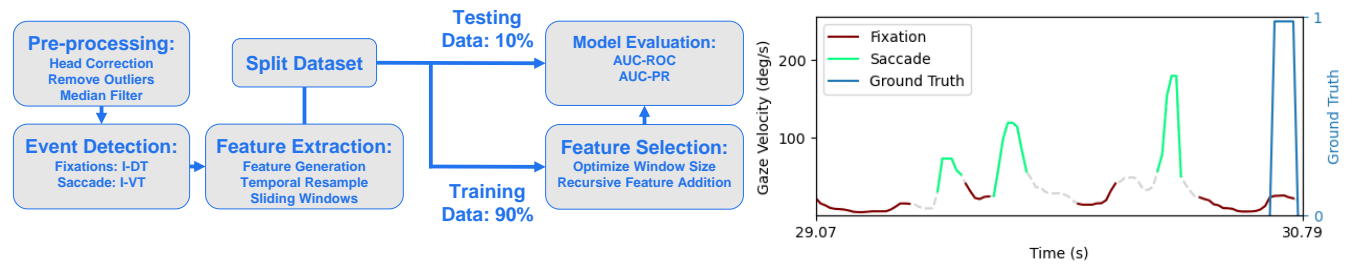 Pre-processing:
Head Correction
Remove Outliers
Median Filter
Event Detection:
Fixations: I-DT
Saccade: I-VT
Feature Extraction:
Feature Generation
Temporal Resample
Sliding Windows
Split Dataset
Testing
Data: 10%
Training
Data: 90%
Model Evaluation:
AUC-ROC
AUC-PR
Feature Selection:
Optimize Window Size
Recursive Feature Addition
Gaze Velocity (deg/s)
200
100
Fixation
Saccade
Ground Truth
29.07
30.79
Time (s)
1
0
Ground Truth